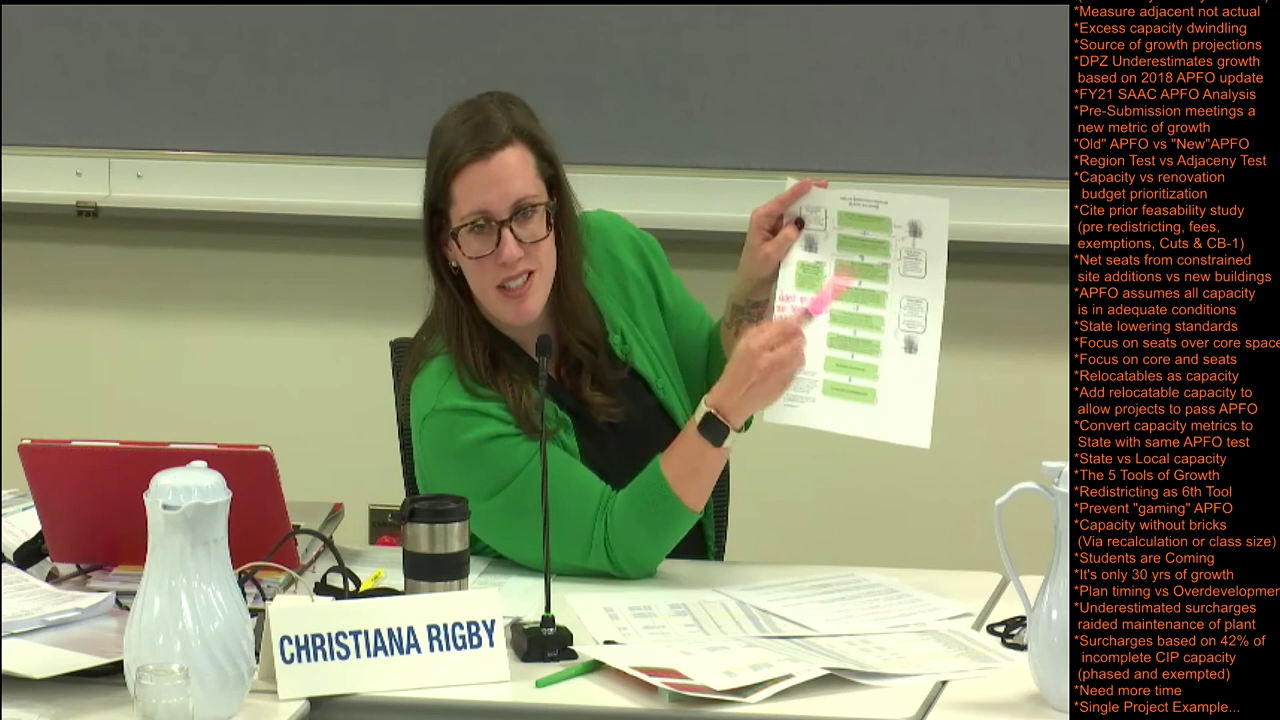 CHRISTIANA RIGBY
*Measure adjacent not actual
*Excess capacity dwindling
*Source of growth projections
*DPZ Underestimates growth
based on 2018 APFO update
*FY21 SAAC APFO Analysis
*Pre-Submission meetings a
new metric of growth
"Old" APFO vs "New"APFO
*Region Test vs Adjaceny Test
*Capacity vs renovation
budget prioritization
*Cite prior feasability study
(pre redistricting, fees,
exemptions, Cuts & CB-1)
*Net seats from constrained
site additions vs new buildings
*APFO assumes all capacity
is in adequate conditions
*State lowering standards
*Focus on seats over core space
*Focus on core and seats
*Relocatables as capacity
*Add relocatable capacity to
allow projects to pass APFO
*Convert capacity metrics to
State with same APFO test
*State vs Local capacity
*The 5 Tools of Growth
*Redistricting as 6th Tool
*Prevent "gaming" APFO
*Capacity without bricks
(Via recalculation or class size)
*Students are Coming
*It's only 30 yrs of growth
*Plan timing vs Overdevelopmer
*Underestimated surcharges
raided maintenance of plant
*Surcharges based on 42% of
incomplete CIP capacity
(phased and exempted)
*Need more time
*Single Project Example...